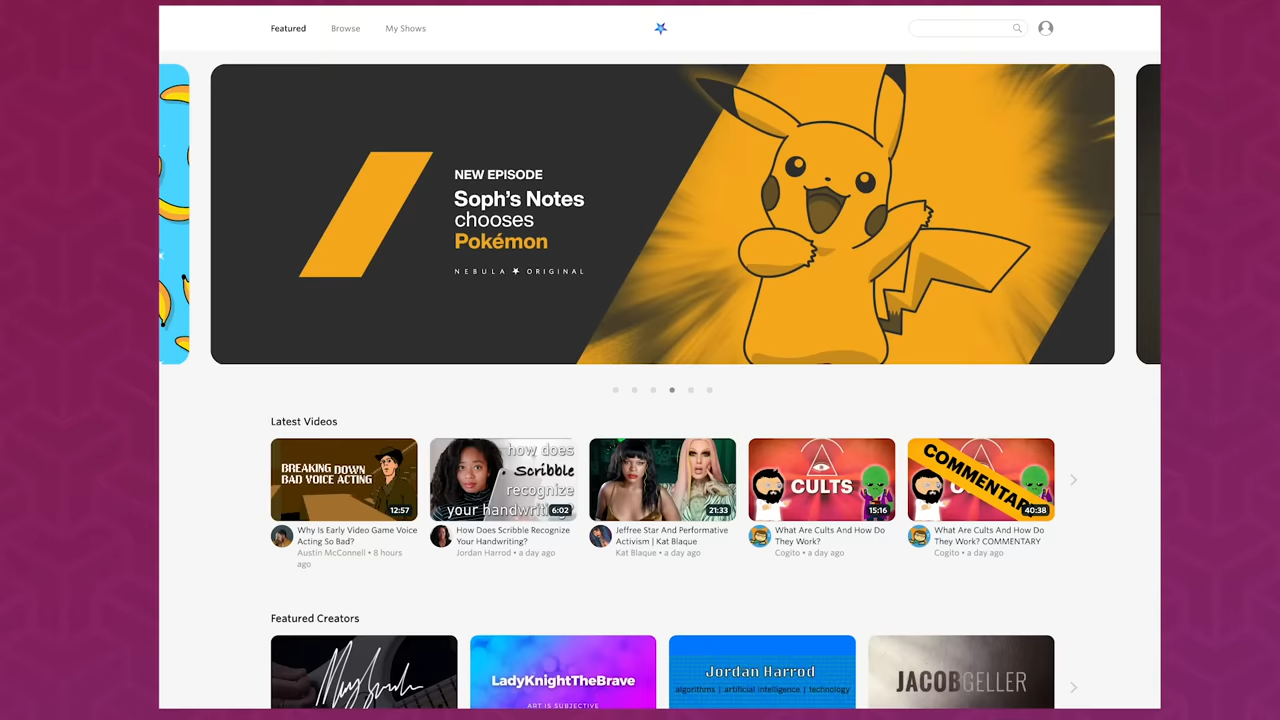 Featured Browse My Shows
NEW EPISODE
Soph's Notes
chooses
Pokémon
NEBULA ORIGINAL
Latest Videos
BREAKING DOWN
BAD VOICE ACTING
12:57
how does
Scribble
recognize
your handwrit
6:02
21:33
CULTS
15:16
COMMENTAR
40:38
Why Is Early Video Game Voice
Acting So Bad?
Austin McConnell • 8 hours
ago
How Does Scribble Recognize
Your Handwriting?
Jordan Harrod • a day ago
Jeffree Star And Performative
Activism | Kat Blaque
Kat Blaque • a day ago
What Are Cults And How Do
They Work?
Cogito • a day ago
What Are Cults And How Do
They Work? COMMENTARY
Cogito • a day ago
Featured Creators
LadyKnightTheBrave
ART IS SUBJECTIVE
Jordan Harrod
algorithms | artificial intelligence | technology
JACOBGELLER